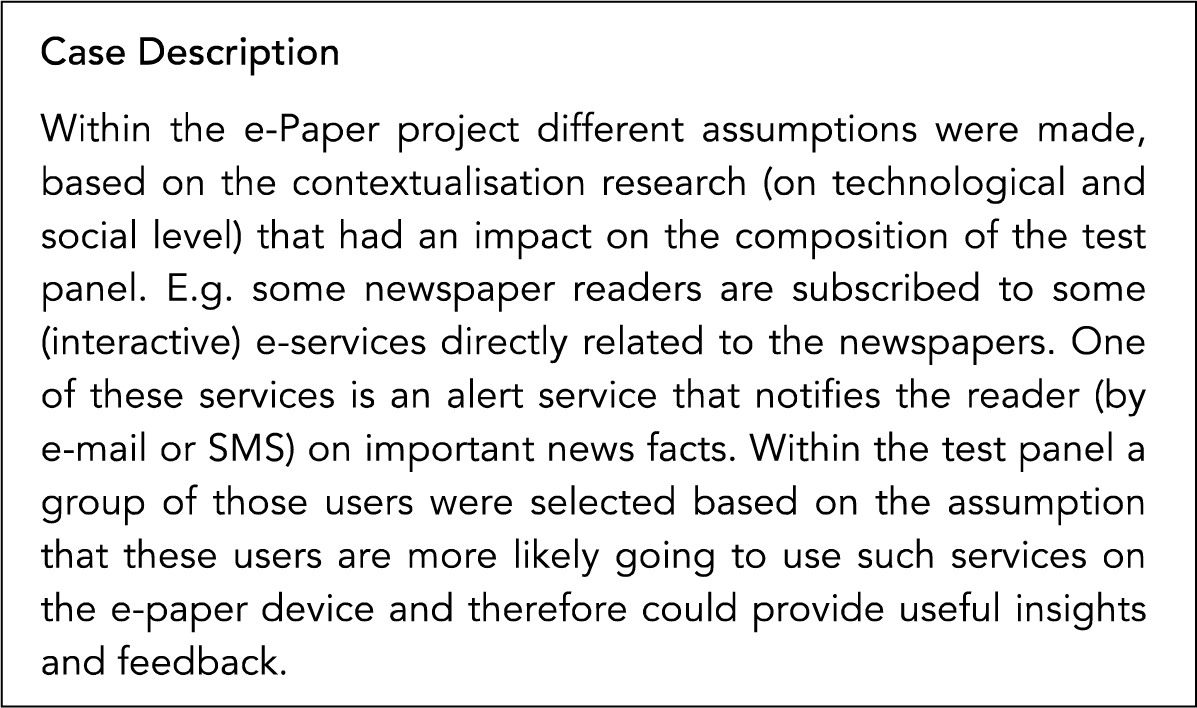 Case Description
Within the e-Paper project different assumptions were made,
based on the contextualisation research (on technological and
social level) that had an impact on the composition of the test
panel. E.g. some newspaper readers are subscribed to some
(interactive) e-services directly related to the newspapers. One
of these services is an alert service that notifies the reader (by
e-mail or SMS) on important news facts. Within the test panel a
group of those users were selected based on the assumption
that these users are more likely going to use such services on
the e-paper device and therefore could provide useful insights
and feedback.